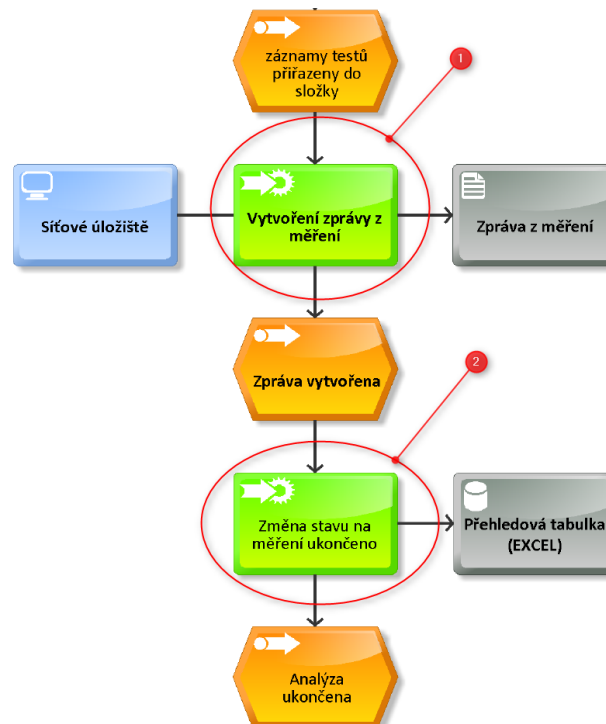 záznamy testů
přiřazeny do
složky
1
Síťové úložiště
Vytvoření zprávy z
měření
Zpráva z měření
Zpráva vytvořena
2
Změna stavu na
měření ukončeno
Přehledová tabulka
(EXCEL)
Analýza
ukončena